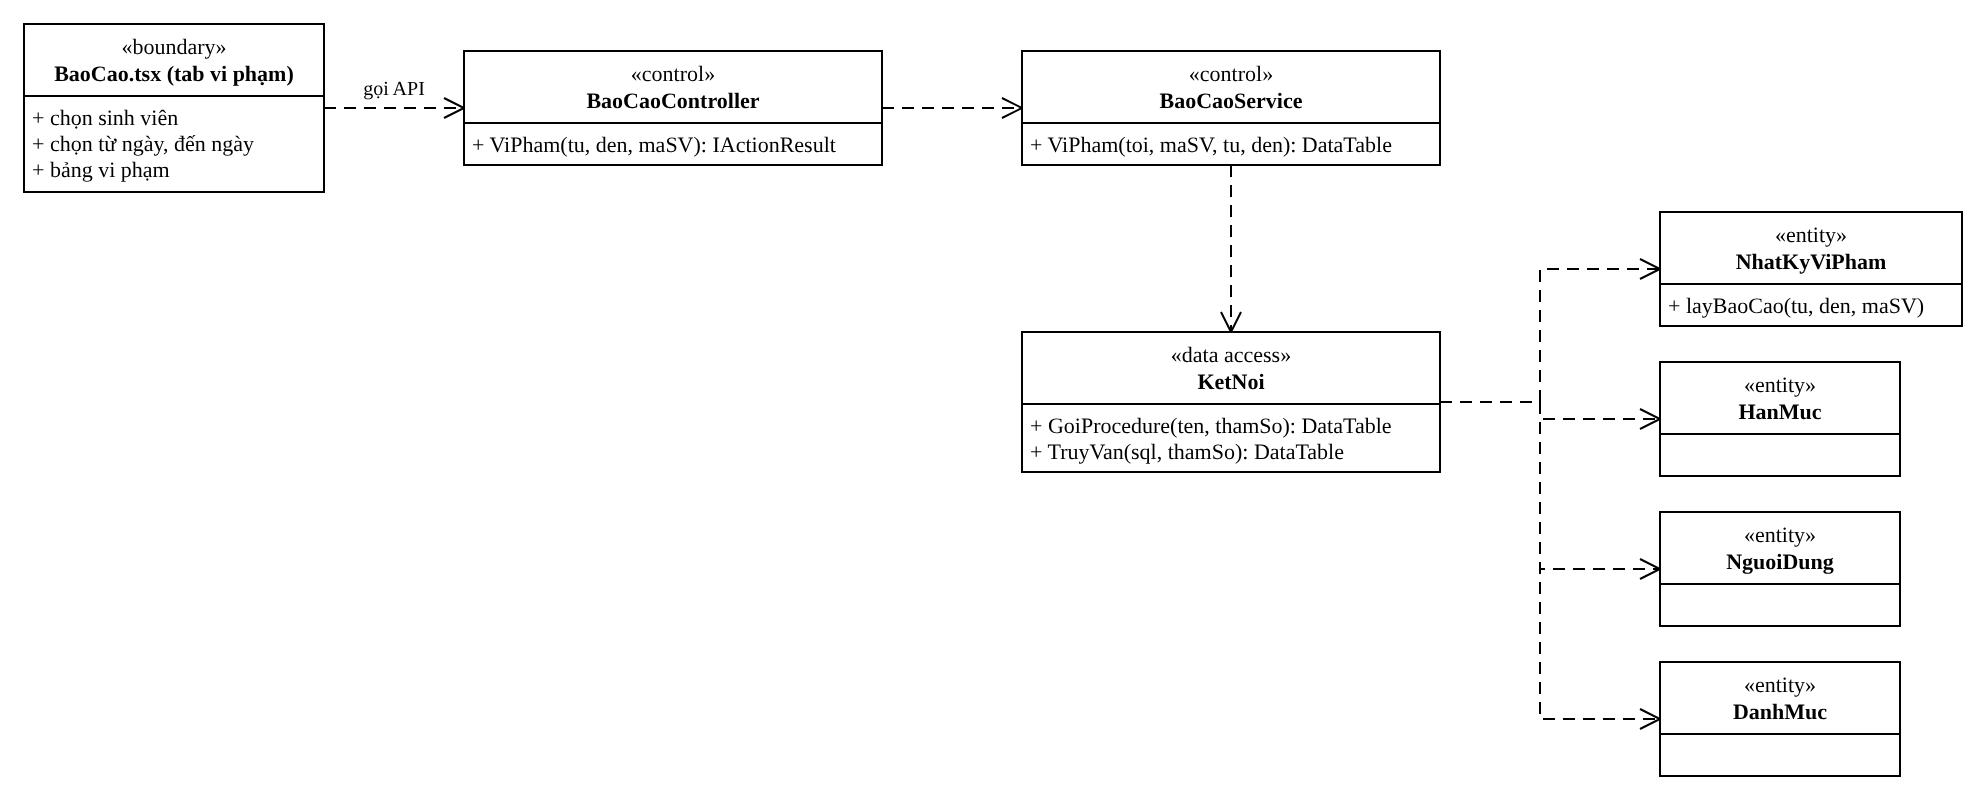 «boundary»
BaoCao.tsx (tab vi phạm)
+ chọn sinh viên
+ chọn từ ngày, đến ngày
+ bảng vi phạm
gọi API
«control»
BaoCaoController
+ ViPham(tu, den, maSV): IActionResult
«control»
BaoCaoService
+ ViPham(toi, maSV, tu, den): DataTable
«data access»
KetNoi
+ GoiProcedure(ten, thamSo): DataTable
+ TruyVan(sql, thamSo): DataTable
«entity»
NhatKyViPham
+ layBaoCao(tu, den, maSV)
«entity»
HanMuc
«entity»
NguoiDung
«entity»
DanhMuc